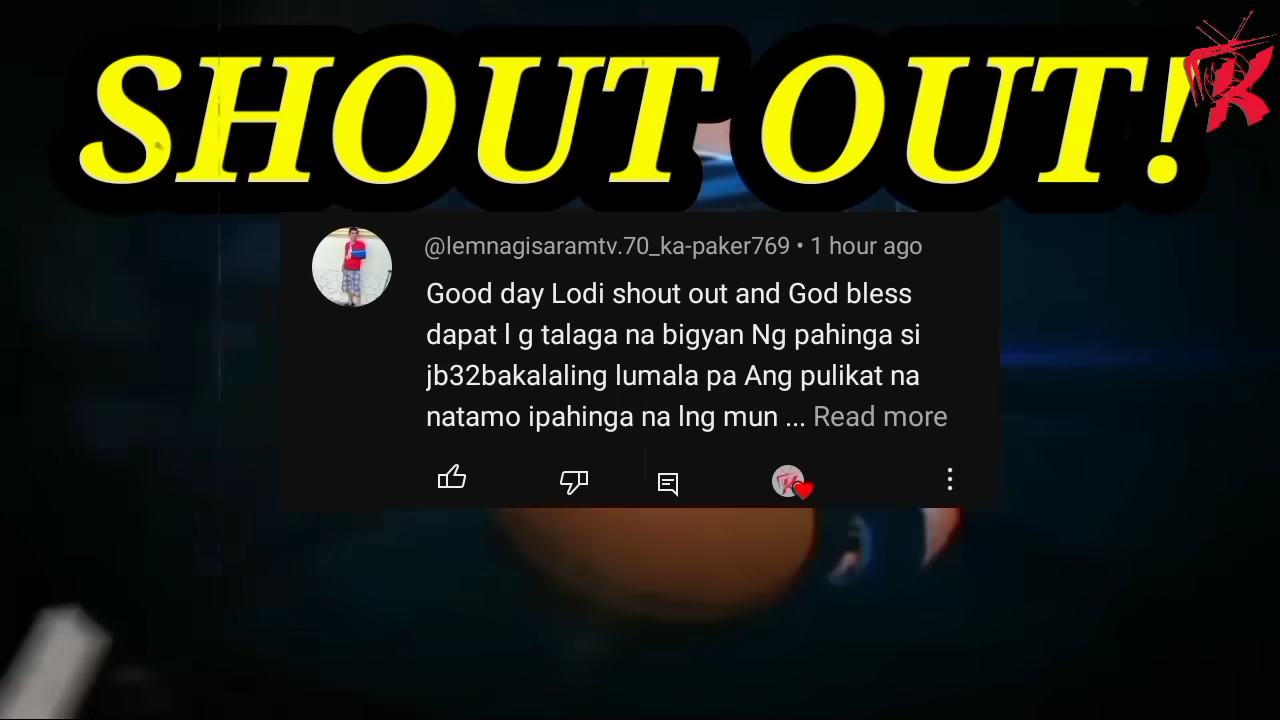 SHOUT OUT!
@lemnagisaramtv.70_ka-paker769 • 1 hour ago
Good day Lodi shout out and God bless
dapat l g talaga na bigyan Ng pahinga si
jb32bakalaling lumala pa Ang pulikat na
natamo ipahinga na lng mun ... Read more